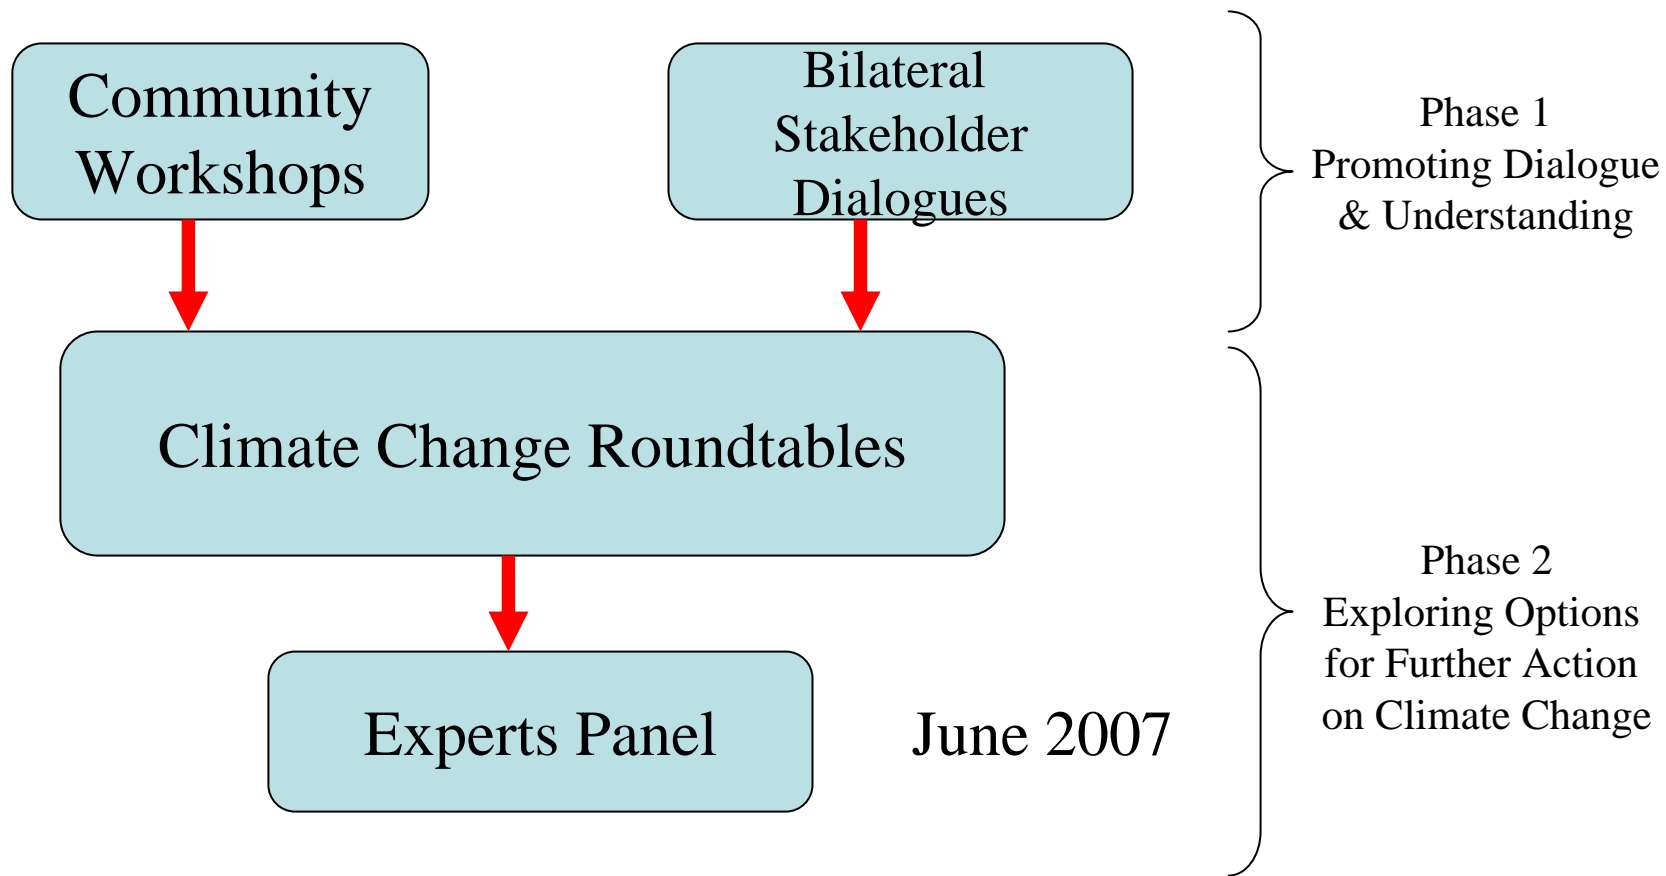 Community
Workshops
Bilateral
Stakeholder
Dialogues
Phase 1
Promoting Dialogue
& Understanding
Climate Change Roundtables
Phase 2
Exploring Options
for Further Action
on Climate Change
Experts Panel
June 2007